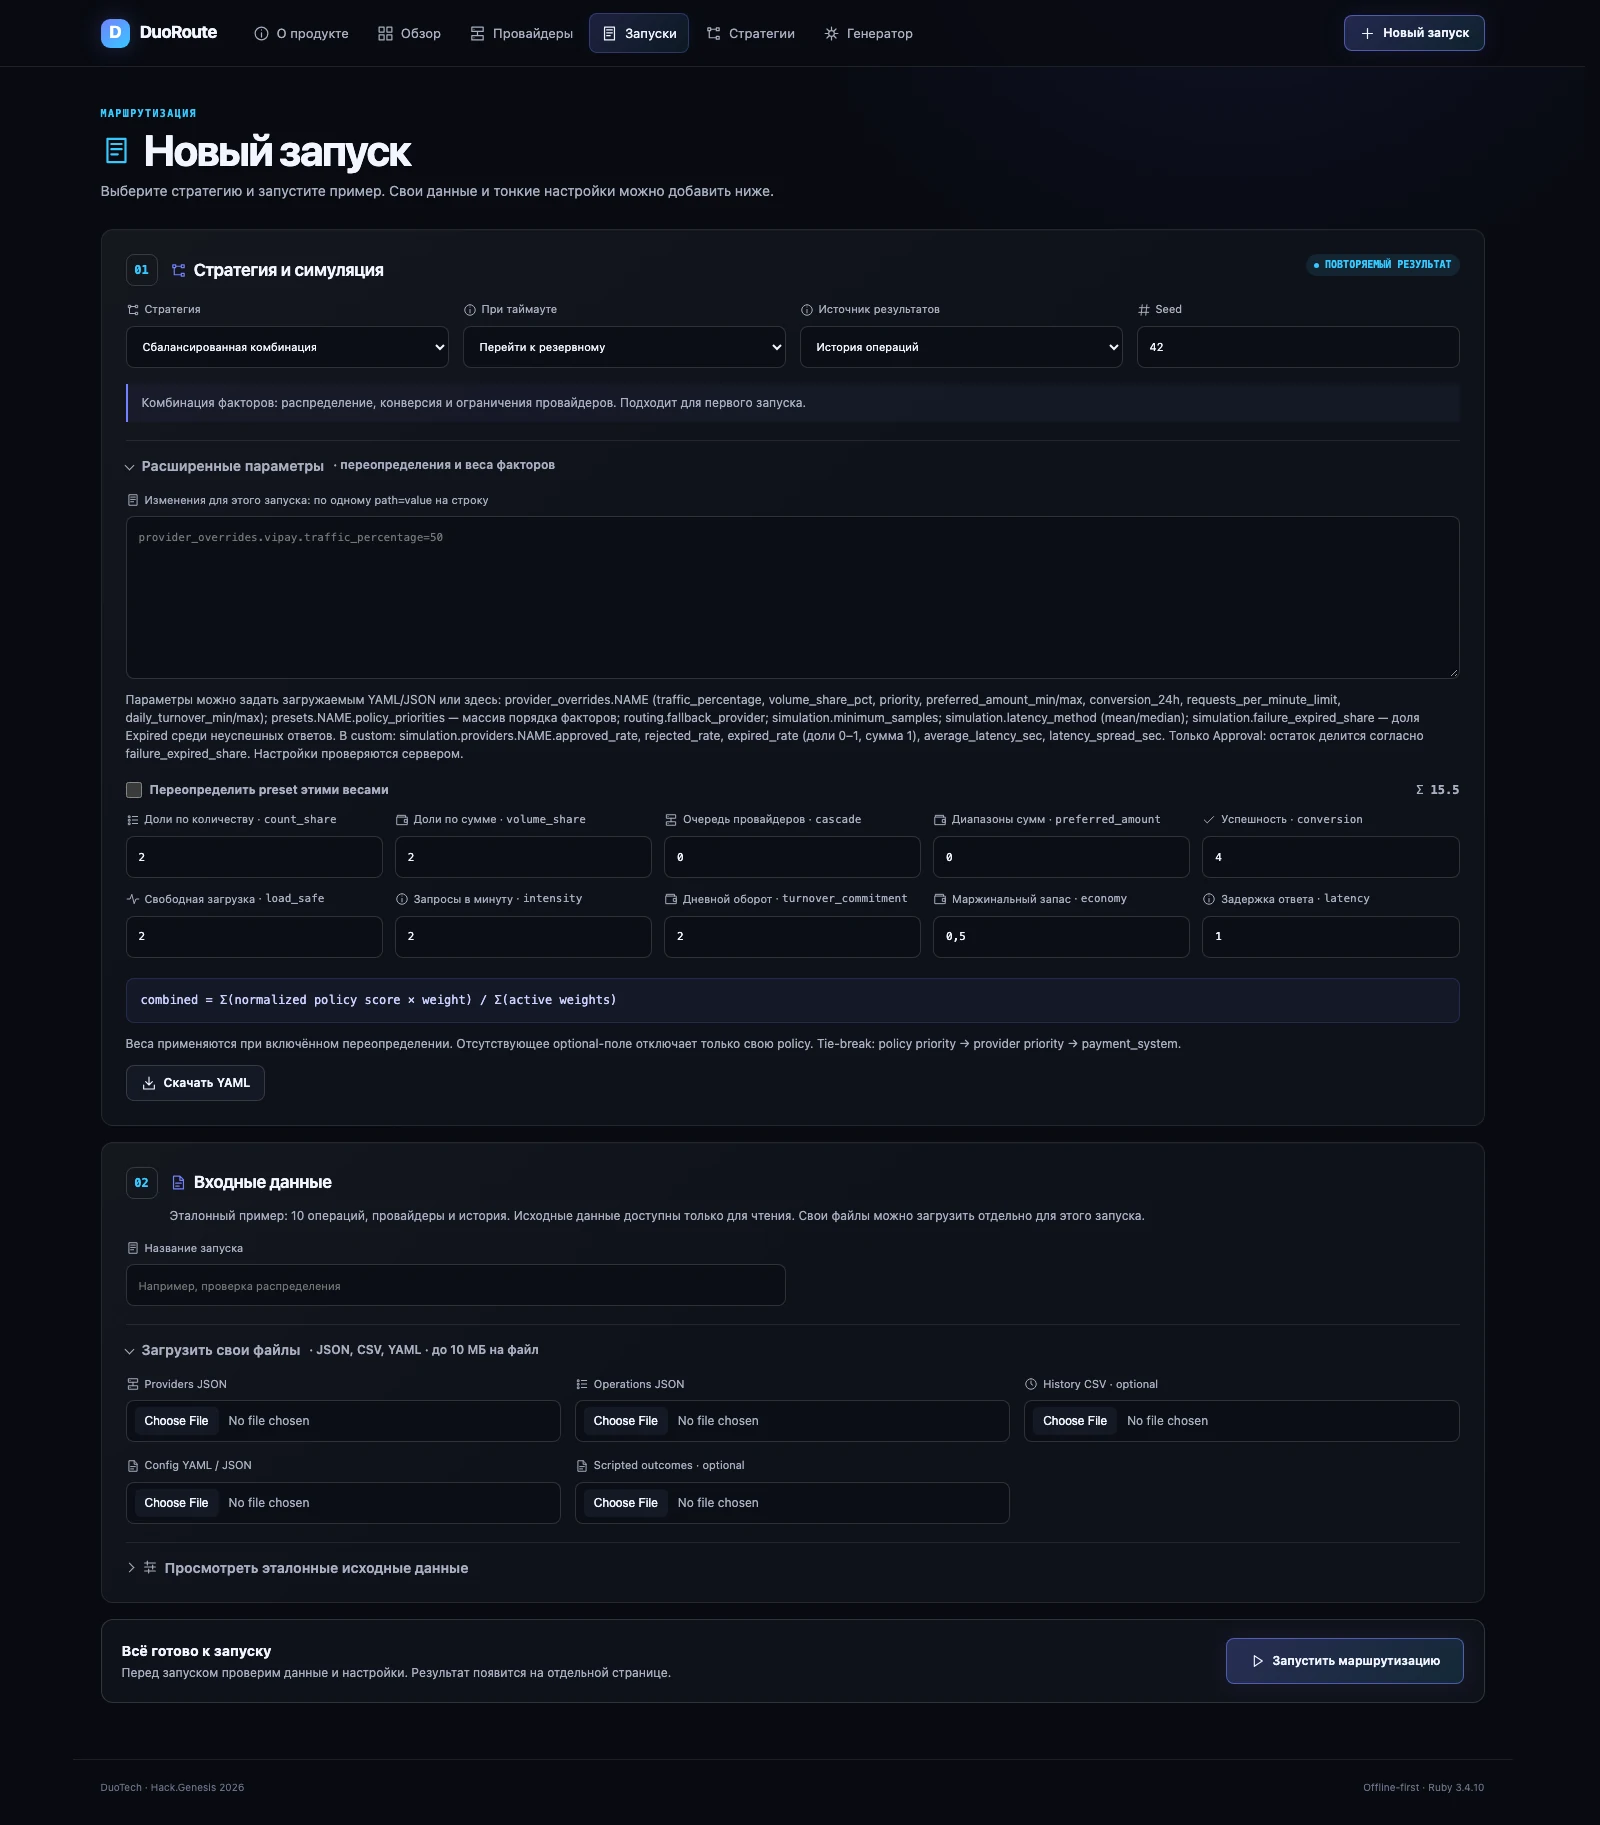 D DuoRoute О продукте Обзор Провайдеры Запуски Стратегии Генератор Новый запуск
МАРШРУТИЗАЦИЯ
Новый запуск
Выберите стратегию и запустите пример. Свои данные и тонкие настройки можно добавить ниже.
01 Стратегия и симуляция ПОВТОРЯЕМЫЙ РЕЗУЛЬТАТ
Стратегия При таймауте Источник результатов Seed
Сбалансированная комбинация Перейти к резервному История операций 42
Комбинация факторов: распределение, конверсия и ограничения провайдеров. Подходит для первого запуска.
Расширенные параметры · переопределения и веса факторов
Изменения для этого запуска: по одному path=value на строку
provider_overrides.vipay.traffic_percentage=50
Параметры можно задать загружаемым YAML/JSON или здесь: provider_overrides.NAME (traffic_percentage, volume_share_pct, priority, preferred_amount_min/max, conversion_24h, requests_per_minute_limit,
daily_turnover_min/max); presets.NAME.policy_priorities — массив порядка факторов; routing.fallback_provider; simulation.minimum_samples; simulation.latency_method (mean/median); simulation.failure_expired_share — доля
Expired среди неуспешных ответов. В custom: simulation.providers.NAME.approved_rate, rejected_rate, expired_rate (доли 0–1, сумма 1), average_latency_sec, latency_spread_sec. Только Approval: остаток делится согласно
failure_expired_share. Настройки проверяются сервером.
Переопределить preset этими весами Σ 15.5
Доли по количеству · count_share Доли по сумме · volume_share Очередь провайдеров · cascade Диапазоны сумм · preferred_amount Успешность · conversion
2 2 0 0 4
Свободная загрузка · load_safe Запросы в минуту · intensity Дневной оборот · turnover_commitment Маржинальный запас · economy Задержка ответа · latency
2 2 2 0,5 1
combined = Σ(normalized policy score × weight) / Σ(active weights)
Веса применяются при включённом переопределении. Отсутствующее optional-поле отключает только свою policy. Tie-break: policy priority → provider priority → payment_system.
Скачать YAML
02 Входные данные
Эталонный пример: 10 операций, провайдеры и история. Исходные данные доступны только для чтения. Свои файлы можно загрузить отдельно для этого запуска.
Название запуска
Например, проверка распределения
Загрузить свои файлы · JSON, CSV, YAML · до 10 МБ на файл
Providers JSON Operations JSON History CSV · optional
Choose File No file chosen Choose File No file chosen Choose File No file chosen
Config YAML / JSON Scripted outcomes · optional
Choose File No file chosen Choose File No file chosen
Просмотреть эталонные исходные данные
Всё готово к запуску
Перед запуском проверим данные и настройки. Результат появится на отдельной странице.
Запустить маршрутизацию
DuoTech · Hack.Genesis 2026 Offline-first · Ruby 3.4.10